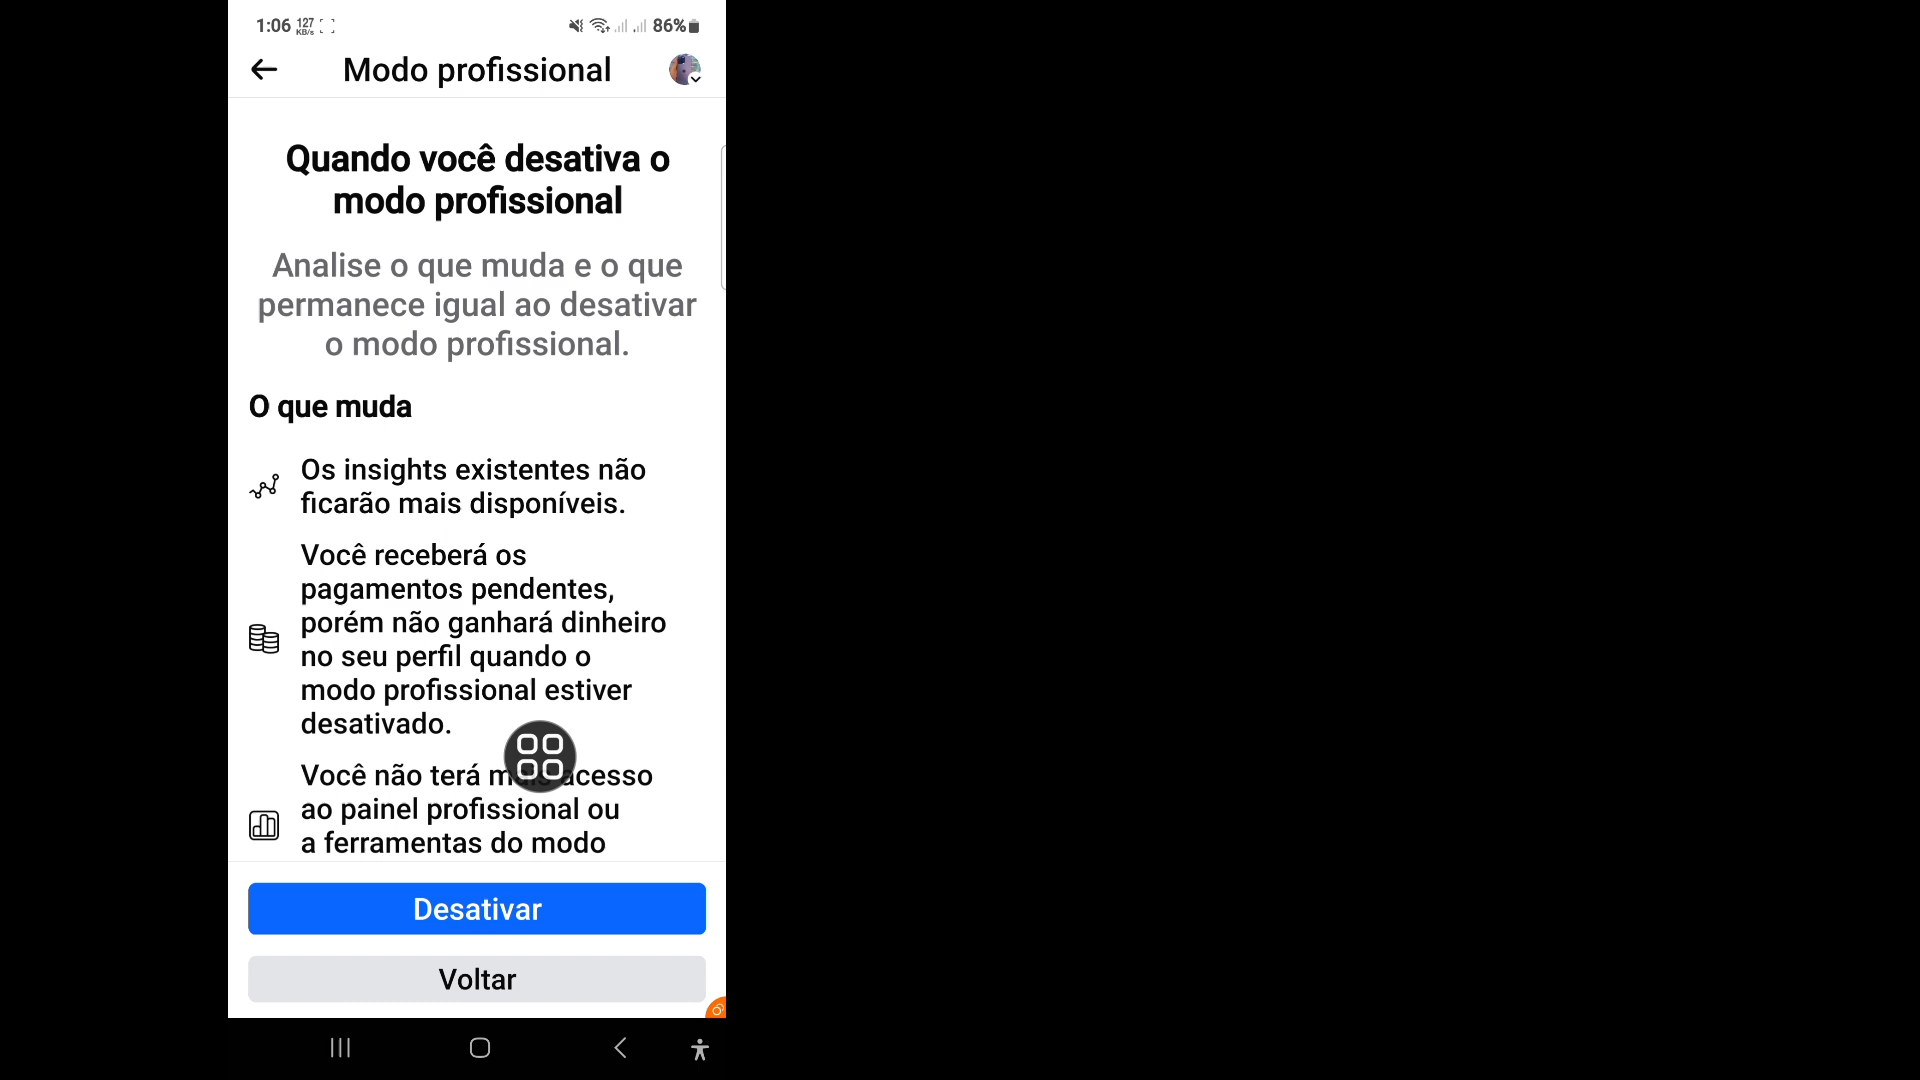 1:06 127 KB/s 86%
Modo profissional
Quando você desativa o
modo profissional
Analise o que muda e o que
permanece igual ao desativar
o modo profissional.
O que muda
Os insights existentes não
ficarão mais disponíveis.
Você receberá os
pagamentos pendentes,
porém não ganhará dinheiro
no seu perfil quando o
modo profissional estiver
desativado.
Você não terá mais acesso
ao painel profissional ou
a ferramentas do modo
Desativar
Voltar